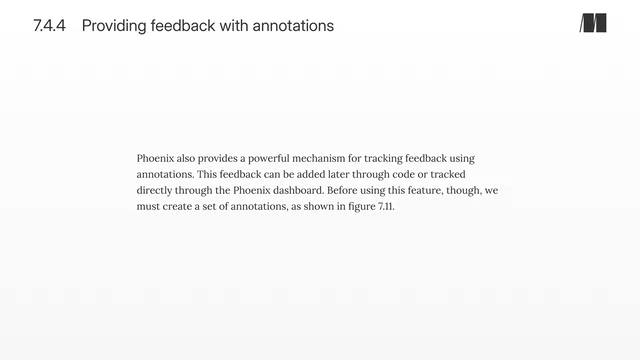 7.4.4 Providing feedback with annotations
Phoenix also provides a powerful mechanism for tracking feedback using
annotations. This feedback can be added later through code or tracked
directly through the Phoenix dashboard. Before using this feature, though, we
must create a set of annotations, as shown in figure 7.11.